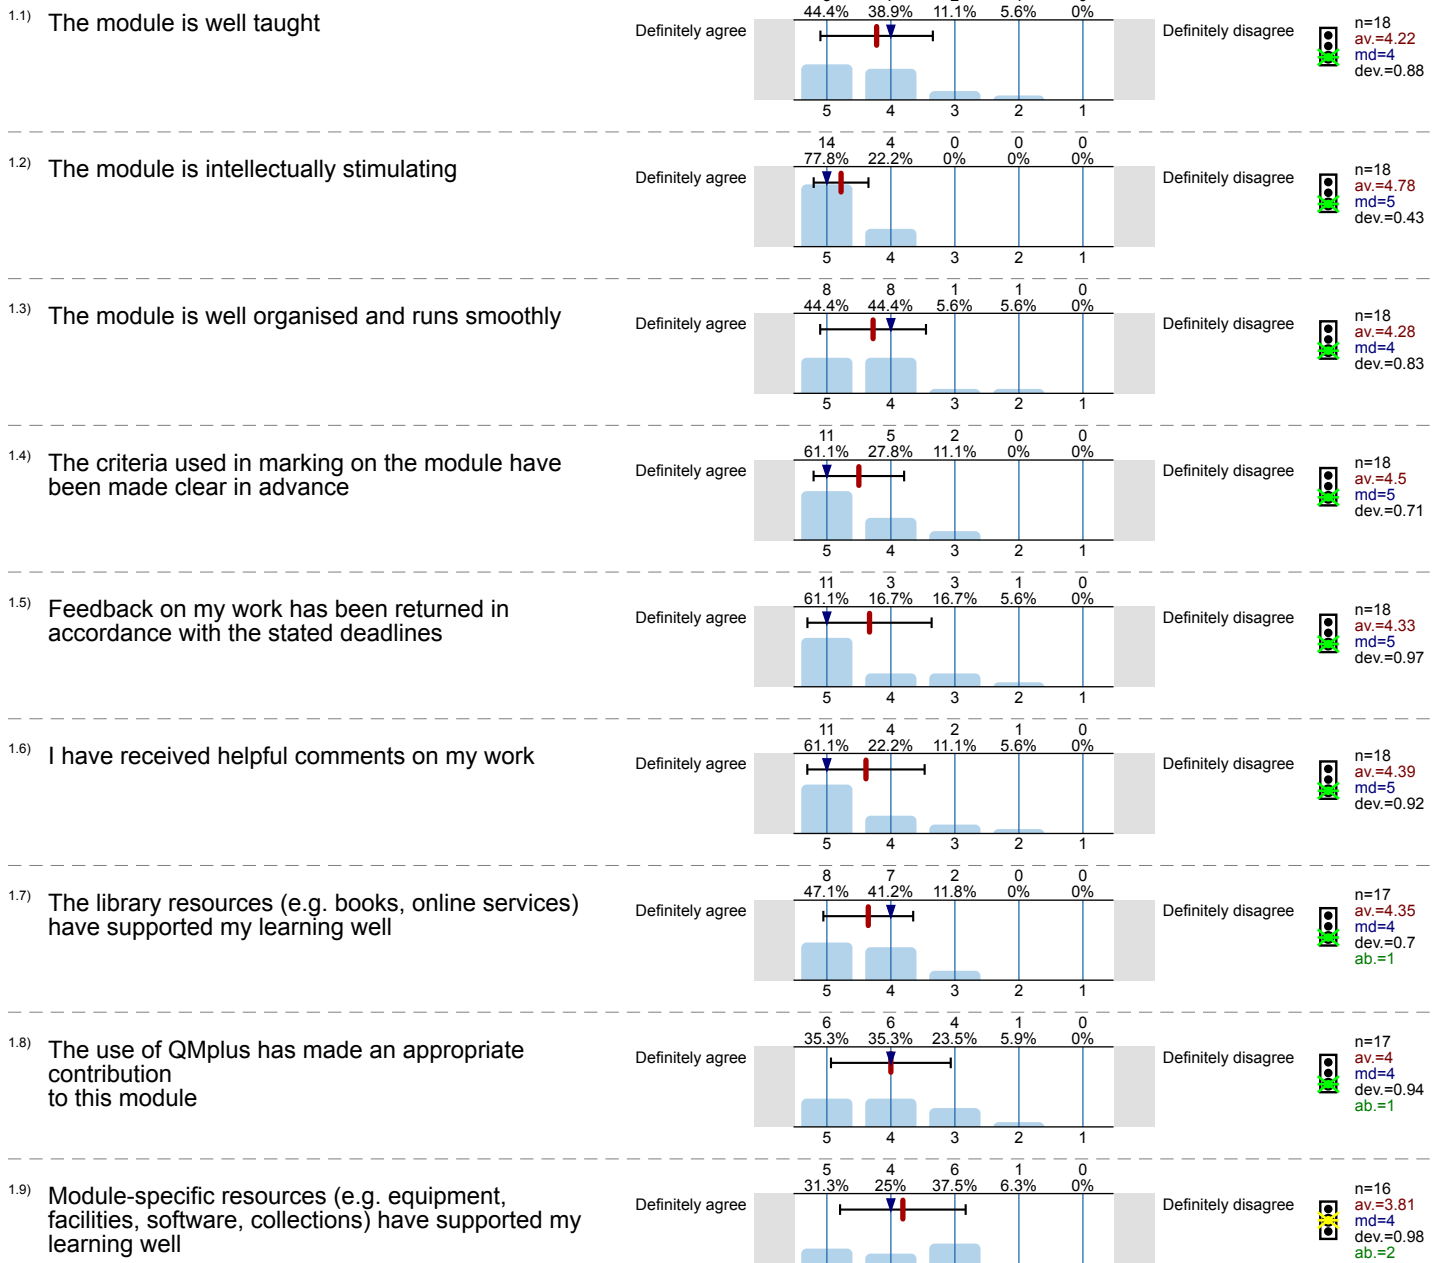 44.4% 38.9% 11.1% 5.6% 0%
1.1) The module is well taught
Definitely agree
Definitely disagree
n=18
av.=4.22
md=4
dev.=0.88
5 4 3 2 1
14 4 0 0 0
77.8% 22.2% 0% 0% 0%
1.2) The module is intellectually stimulating
Definitely agree
Definitely disagree
n=18
av.=4.78
md=5
dev.=0.43
5 4 3 2 1
8 8 1 1 0
44.4% 44.4% 5.6% 5.6% 0%
1.3) The module is well organised and runs smoothly
Definitely agree
Definitely disagree
n=18
av.=4.28
md=4
dev.=0.83
5 4 3 2 1
11 5 2 0 0
61.1% 27.8% 11.1% 0% 0%
1.4) The criteria used in marking on the module have
been made clear in advance
Definitely agree
Definitely disagree
n=18
av.=4.5
md=5
dev.=0.71
5 4 3 2 1
11 3 3 1 0
61.1% 16.7% 16.7% 5.6% 0%
1.5) Feedback on my work has been returned in
accordance with the stated deadlines
Definitely agree
Definitely disagree
n=18
av.=4.33
md=5
dev.=0.97
5 4 3 2 1
11 4 2 1 0
61.1% 22.2% 11.1% 5.6% 0%
1.6) I have received helpful comments on my work
Definitely agree
Definitely disagree
n=18
av.=4.39
md=5
dev.=0.92
5 4 3 2 1
8 7 2 0 0
47.1% 41.2% 11.8% 0% 0%
1.7) The library resources (e.g. books, online services)
have supported my learning well
Definitely agree
Definitely disagree
n=17
av.=4.35
md=4
dev.=0.7
ab.=1
5 4 3 2 1
6 6 4 1 0
35.3% 35.3% 23.5% 5.9% 0%
1.8) The use of QMplus has made an appropriate
contribution
to this module
Definitely agree
Definitely disagree
n=17
av.=4
md=4
dev.=0.94
ab.=1
5 4 3 2 1
5 4 6 1 0
31.3% 25% 37.5% 6.3% 0%
1.9) Module-specific resources (e.g. equipment,
facilities, software, collections) have supported my
learning well
Definitely agree
Definitely disagree
n=16
av.=3.81
md=4
dev.=0.98
ab.=2